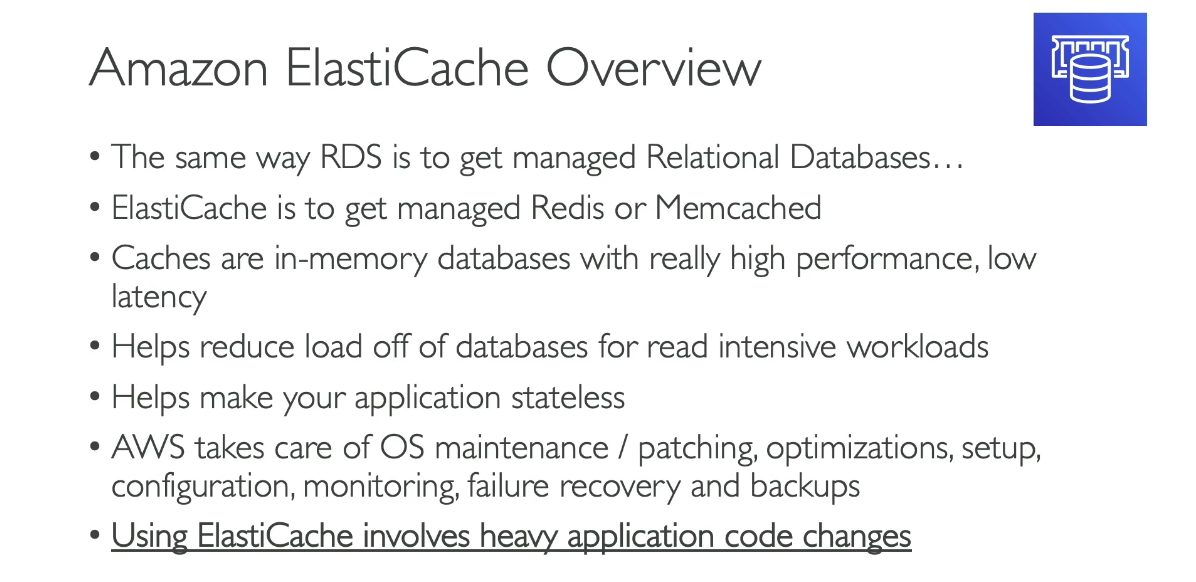 Amazon ElastiCache Overview
• The same way RDS is to get managed Relational Databases…
• ElastiCache is to get managed Redis or Memcached
• Caches are in-memory databases with really high performance, low
latency
• Helps reduce load off of databases for read intensive workloads
• Helps make your application stateless
• AWS takes care of OS maintenance / patching, optimizations, setup,
configuration, monitoring, failure recovery and backups
• Using ElastiCache involves heavy application code changes